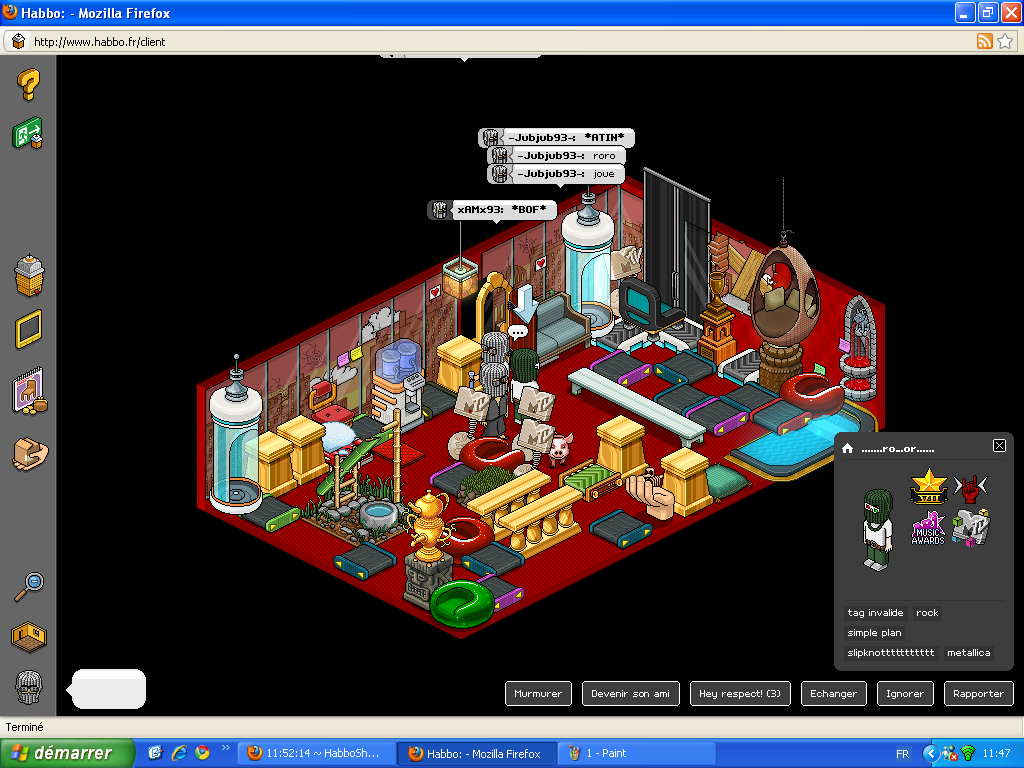 Habbo: - Mozilla Firefox
http://www.habbo.fr/client
-Jubjub93-: *ATIN*
-Jubjub93-: roro
-Jubjub93-: joue
xAMx93: *BOF*
.......ro...or......
VII
MUSIC
AWARDS
tag invalide rock
simple plan
slipknotttttttttttt metallica
Murmurer Devenir son ami Hey respect! (3) Echanger Ignorer Rapporter
Terminé
démarrer 11:52:14 ~ HabboSh... Habbo: - Mozilla Firefox 1 - Paint FR 11:47